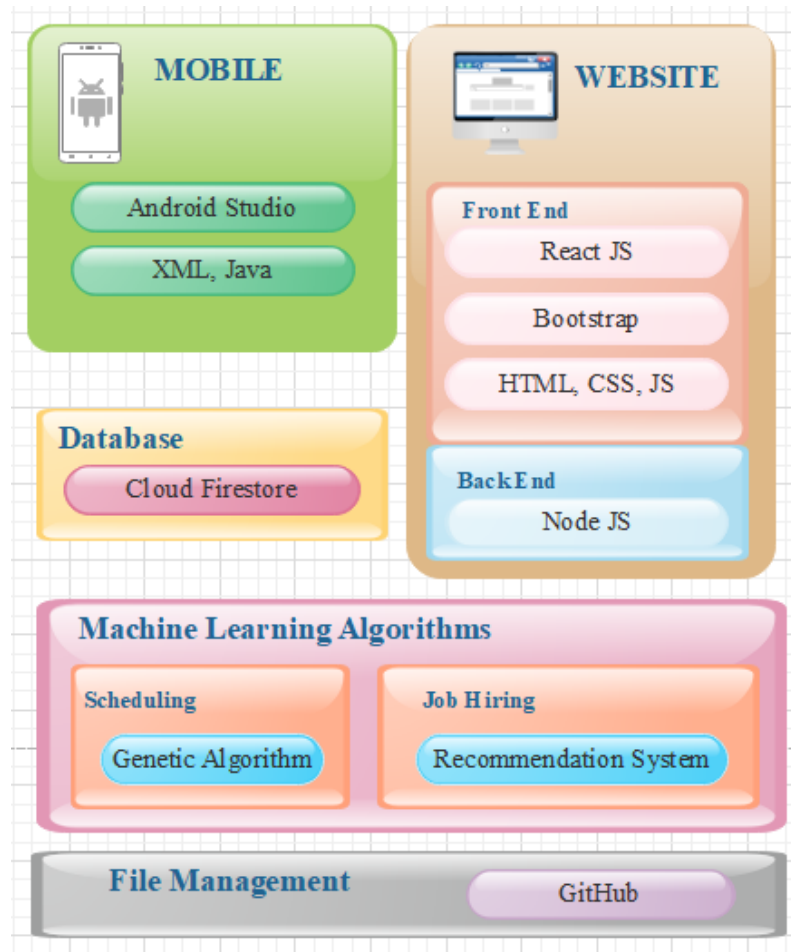 MOBILE
Android Studio
XML, Java
WEBSITE
Front End
React JS
Bootstrap
HTML, CSS, JS
BackEnd
Node JS
Database
Cloud Firestore
Machine Learning Algorithms
Scheduling
Genetic Algorithm
Job Hiring
Recommendation System
File Management
GitHub